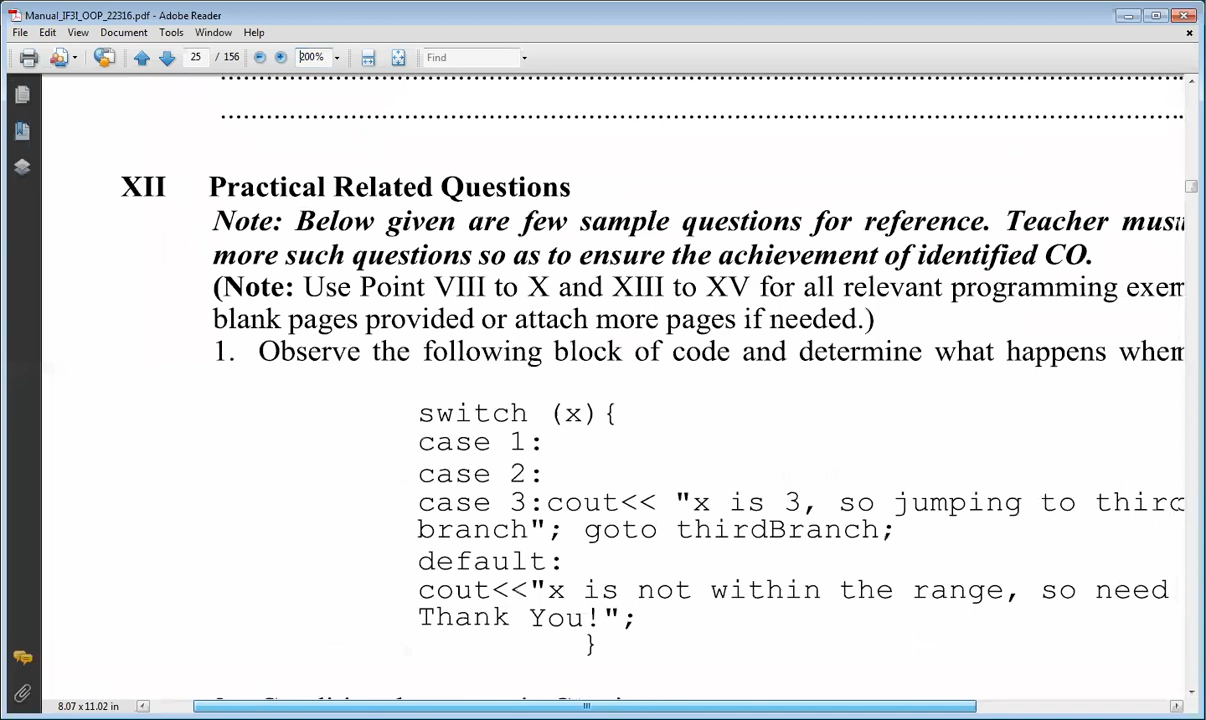 Manual_IF3I_OOP_22316.pdf - Adobe Reader
File Edit View Document Tools Window Help
25 / 156 200% Find
XII Practical Related Questions
Note: Below given are few sample questions for reference. Teacher must
more such questions so as to ensure the achievement of identified CO.
(Note: Use Point VIII to X and XIII to XV for all relevant programming
blank pages provided or attach more pages if needed.)
1. Observe the following block of code and determine what happens when
switch (x){
case 1:
case 2:
case 3:cout<< "x is 3, so jumping to third
branch"; goto thirdBranch;
default:
cout<<"x is not within the range, so need
Thank You!";
}
8.07 x 11.02 in